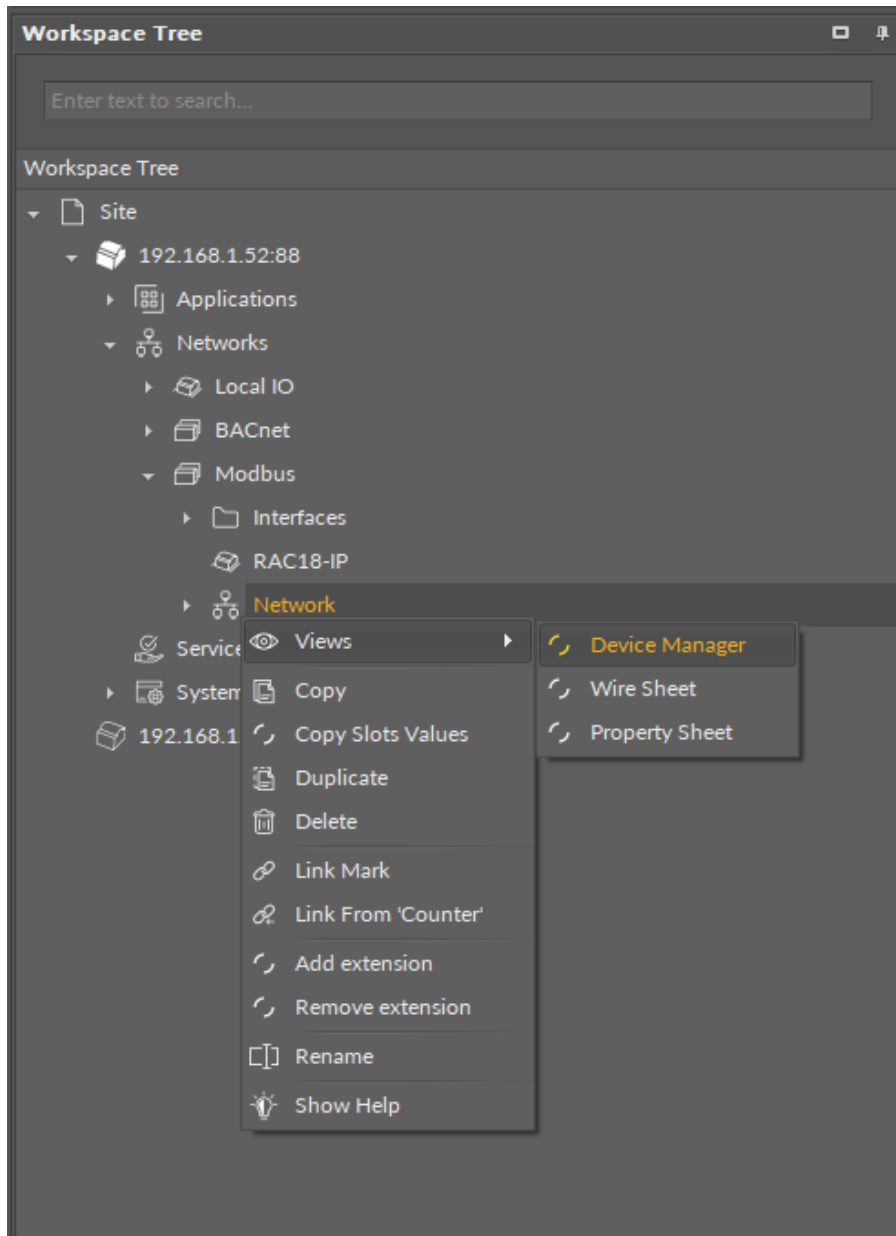 Workspace Tree
Enter text to search...
Workspace Tree
Site
192.168.1.52:88
Applications
Networks
Local IO
BACnet
Modbus
Interfaces
RAC18-IP
Network
Service
System
192.168.1.
Views
Copy
Copy Slots Values
Duplicate
Delete
Link Mark
Link From 'Counter'
Add extension
Remove extension
Rename
Show Help
Device Manager
Wire Sheet
Property Sheet